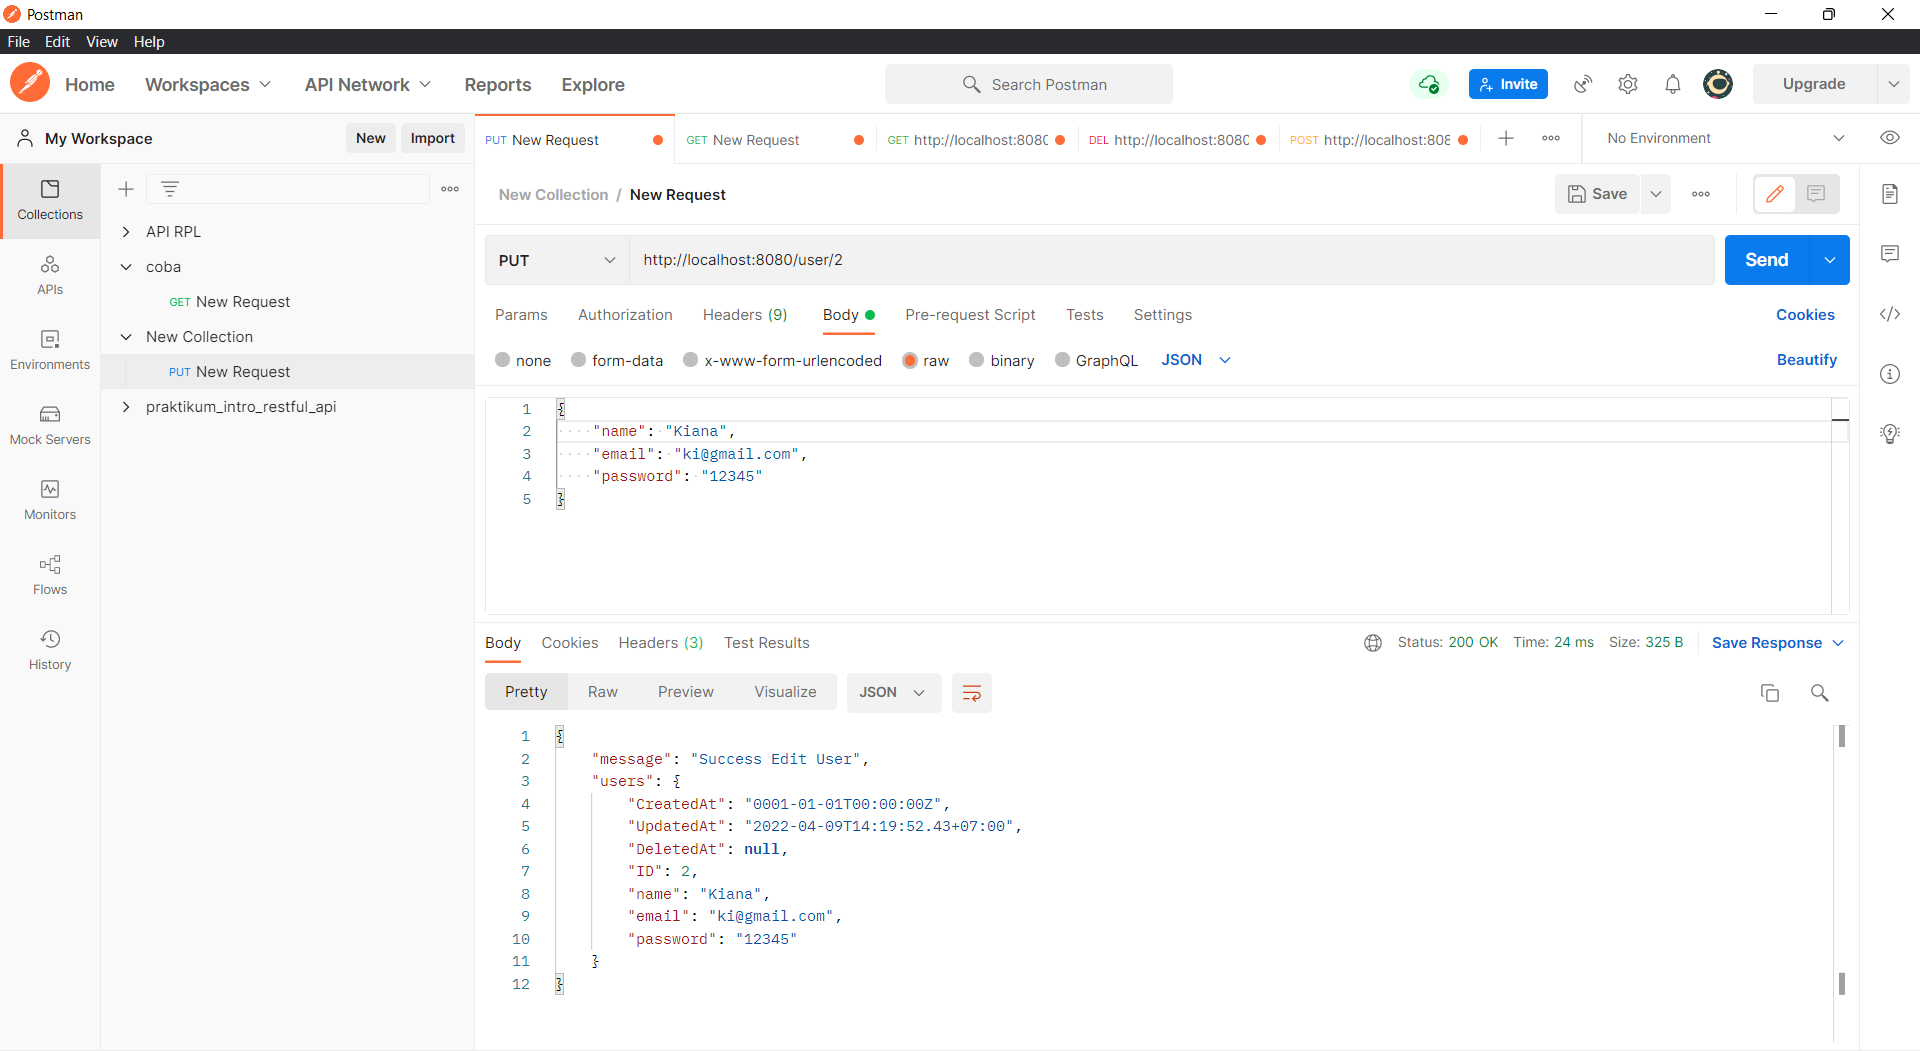 Postman
File Edit View Help
Home Workspaces API Network Reports Explore Search Postman Invite Upgrade
My Workspace New Import
PUT New Request GET New Request GET http://localhost:8080 DEL http://localhost:8080 POST http://localhost:808 No Environment
Collections
APIs
Environments
Mock Servers
Monitors
Flows
History
API RPL
coba
GET New Request
New Collection
PUT New Request
praktikum_intro_restful_api
New Collection / New Request Save
PUT http://localhost:8080/user/2 Send
Params Authorization Headers (9) Body Pre-request Script Tests Settings Cookies
none form-data x-www-form-urlencoded raw binary GraphQL JSON Beautify
1 {
2 "name": "Kiana",
3 "email": "ki@gmail.com",
4 "password": "12345"
5 }
Body Cookies Headers (3) Test Results Status: 200 OK Time: 24 ms Size: 325 B Save Response
Pretty Raw Preview Visualize JSON
1 {
2 "message": "Success Edit User",
3 "users": {
4 "CreatedAt": "0001-01-01T00:00:00Z",
5 "UpdatedAt": "2022-04-09T14:19:52.43+07:00",
6 "DeletedAt": null,
7 "ID": 2,
8 "name": "Kiana",
9 "email": "ki@gmail.com",
10 "password": "12345"
11 }
12 }